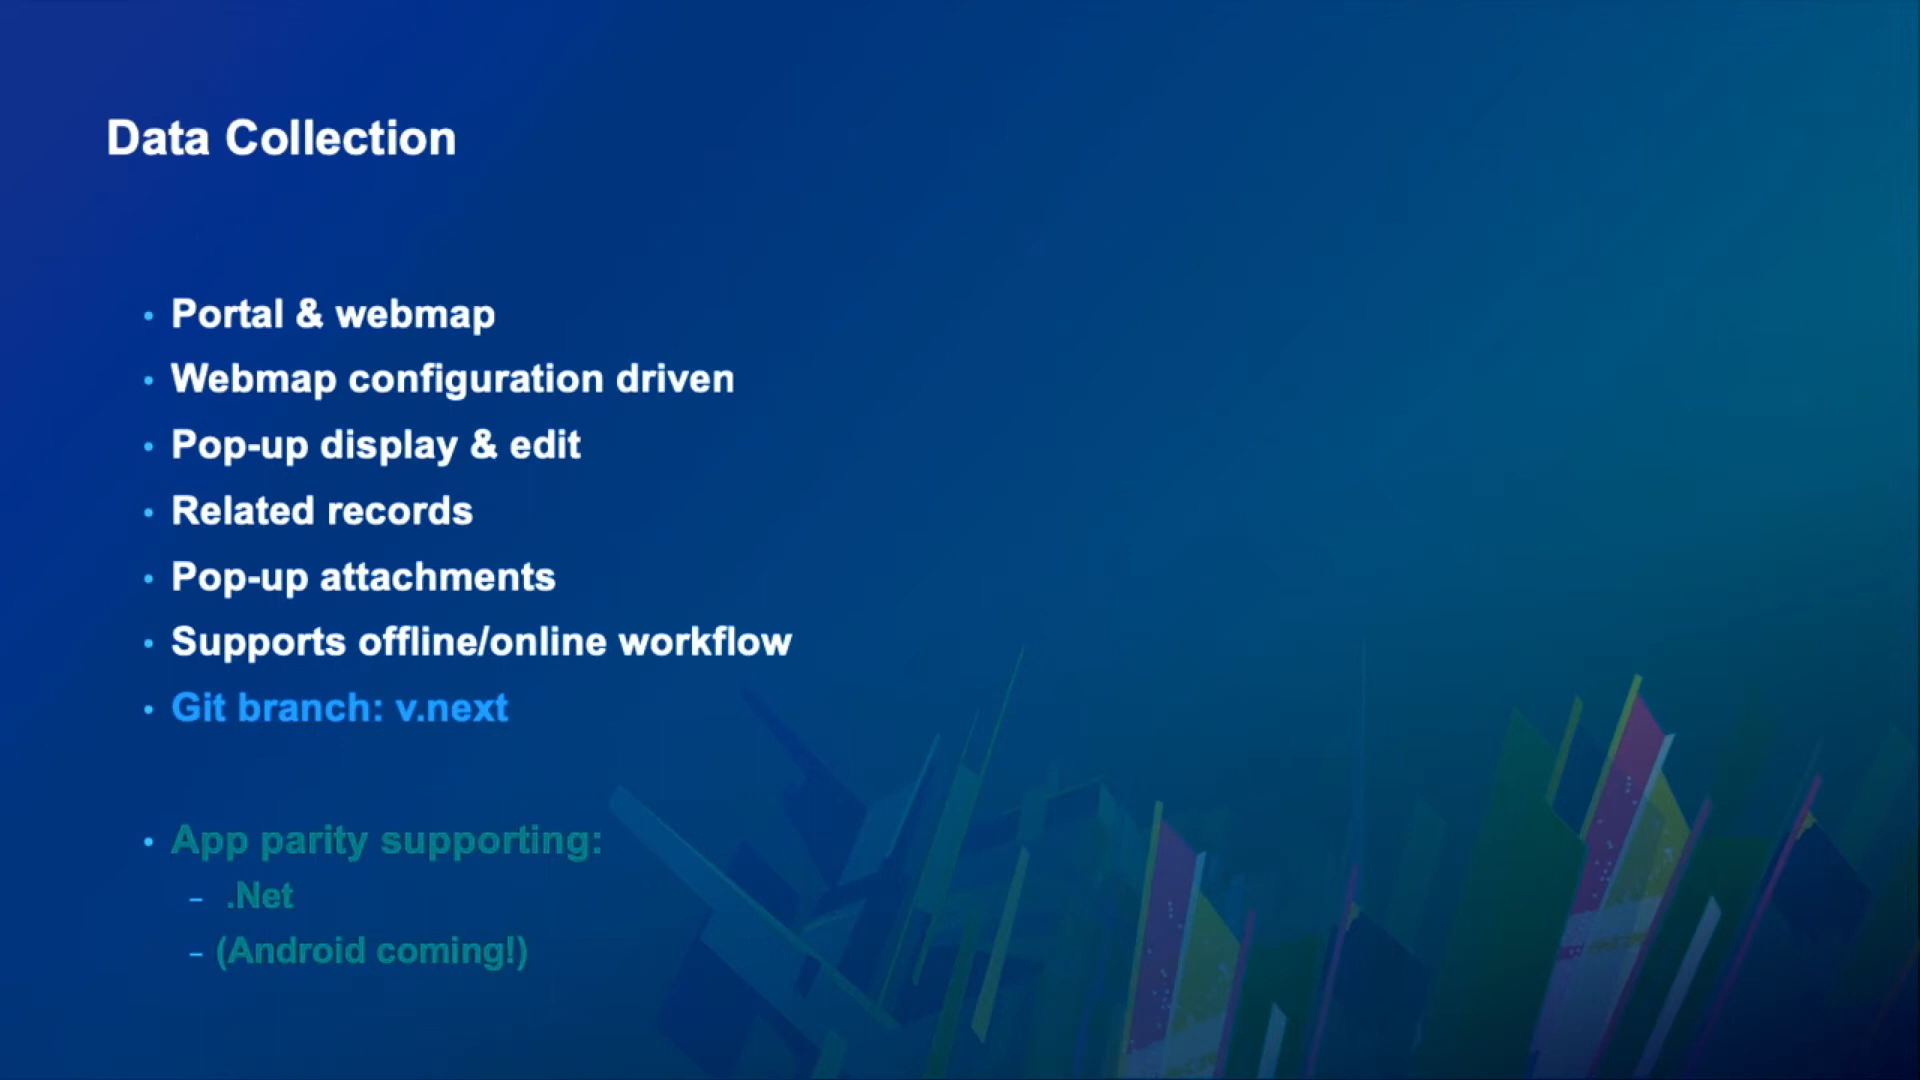 Data Collection
• Portal & webmap
• Webmap configuration driven
• Pop-up display & edit
• Related records
• Pop-up attachments
• Supports offline/online workflow
• Git branch: v.next
• App parity supporting:
– .Net
– (Android coming!)